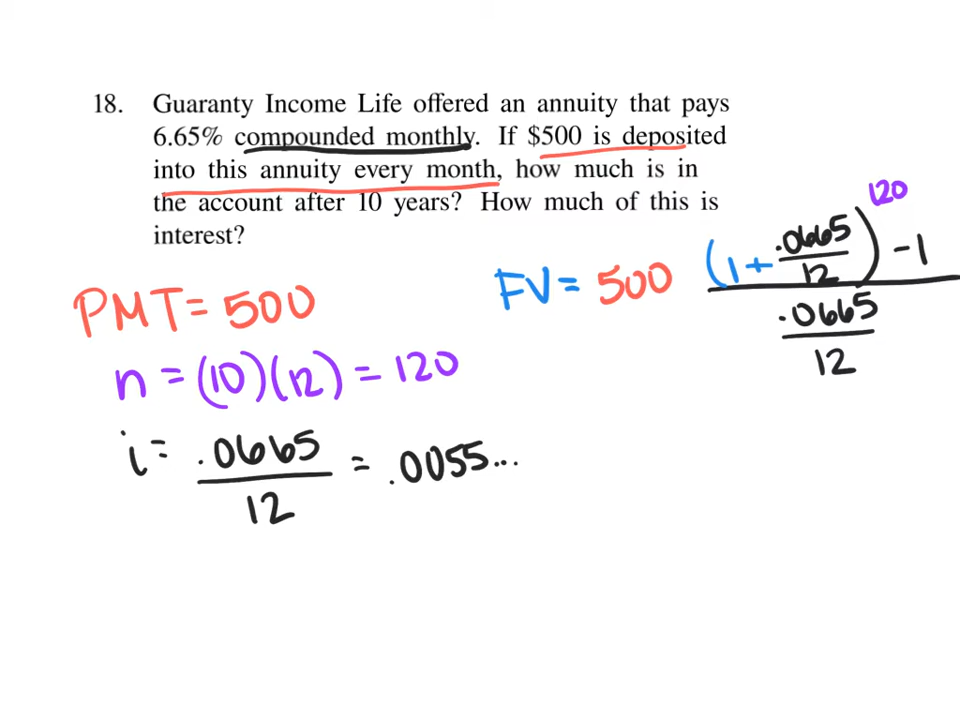 18. Guaranty Income Life offered an annuity that pays
6.65% compounded monthly. If $500 is deposited
into this annuity every month, how much is in
the account after 10 years? How much of this is
interest?
PMT = 500
n = (10)(12) = 120
i = .0665 / 12 = .0055...
FV = 500 (1 + .0665 / 12)^120 - 1
.0665
12